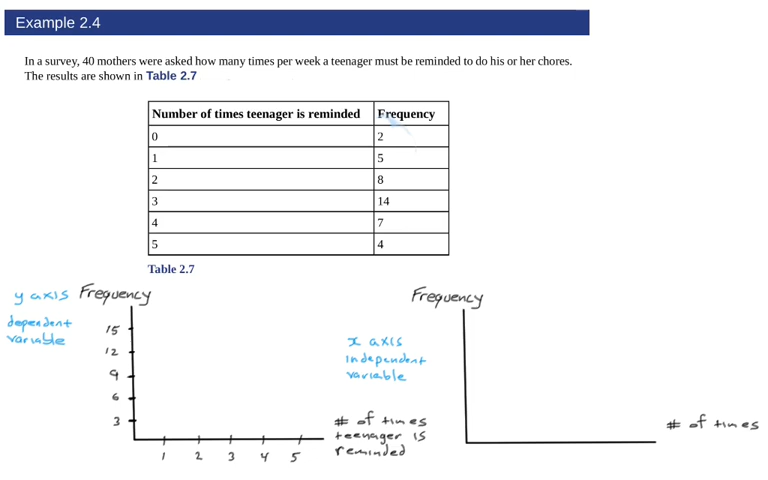 Example 2.4
In a survey, 40 mothers were asked how many times per week a teenager must be reminded to do his or her chores.
The results are shown in Table 2.7
Number of times teenager is reminded Frequency
0 2
1 5
2 8
3 14
4 7
5 4
Table 2.7
y axis Frequency
dependent
variable
15
12
9
6
3
1 2 3 4 5
# of times
teenager is
reminded
x axis
independent
variable
Frequency
# of times